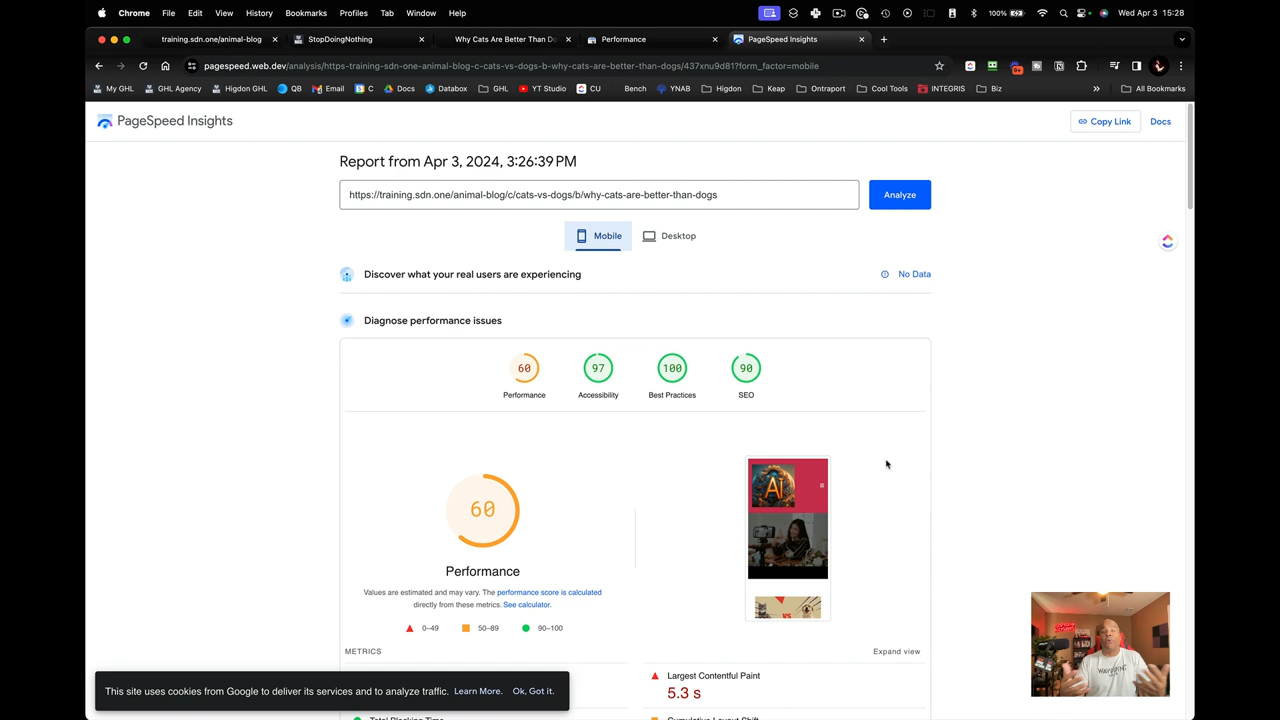 Chrome File Edit View History Bookmarks Profiles Tab Window Help 100% Wed Apr 3 15:28
training.sdn.one/animal-blog StopDoingNothing Why Cats Are Better Than Do Performance PageSpeed Insights
pagespeed.web.dev/analysis/https-training-sdn-one-animal-blog-c-cats-vs-dogs-b-why-cats-are-better-than-dogs/437xnu9d81?form_factor=mobile
My GHL GHL Agency Higdon GHL QB Email C Docs Databox GHL YT Studio CU Bench YNAB Higdon Keap Ontraport Cool Tools INTEGRIS Biz All Bookmarks
PageSpeed Insights
Copy Link Docs
Report from Apr 3, 2024, 3:26:39 PM
https://training.sdn.one/animal-blog/c/cats-vs-dogs/b/why-cats-are-better-than-dogs
Analyze
Mobile Desktop
Discover what your real users are experiencing
No Data
Diagnose performance issues
60 97 100 90
Performance Accessibility Best Practices SEO
AI
VS
60
Performance
Values are estimated and may vary. The performance score is calculated
directly from these metrics. See calculator.
0–49 50–89 90–100
METRICS
Expand view
Largest Contentful Paint
5.3 s
This site uses cookies from Google to deliver its services and to analyze traffic. Learn More. Ok, Got it.
Total Blocking Time
Cumulative Layout Shift